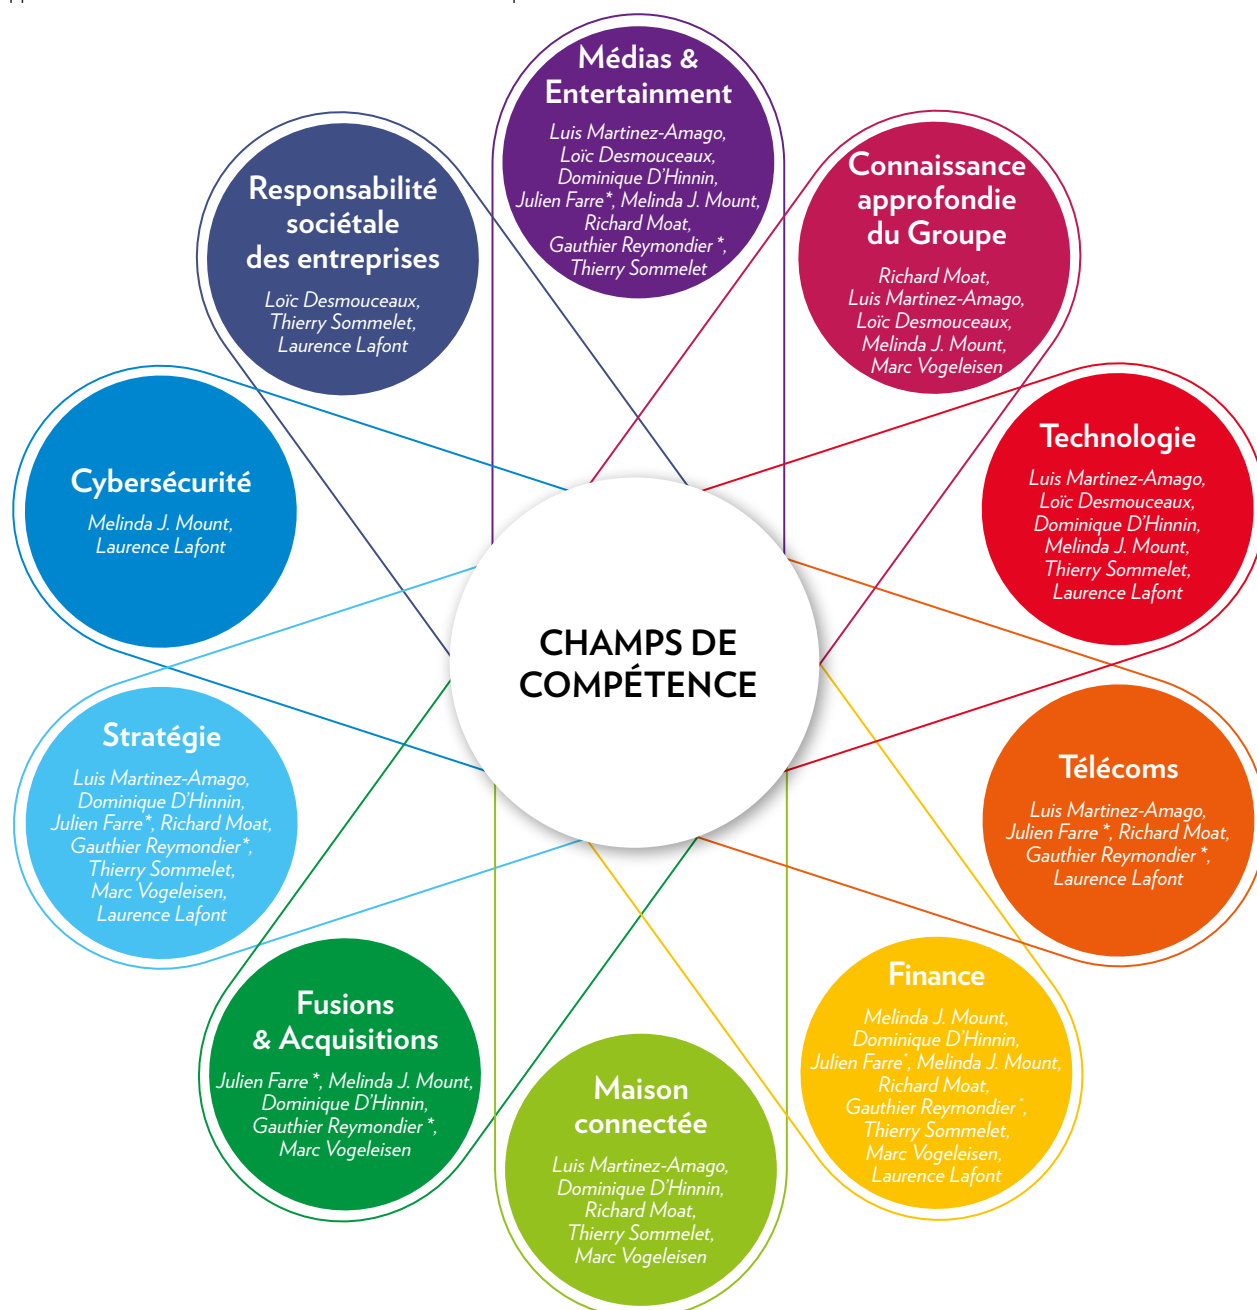 Médias &
Entertainment
Luis Martinez-Amago,
Loïc Desmouceaux,
Dominique D'Hinnin,
Julien Farre*, Melinda J. Mount,
Richard Moat,
Gauthier Reymondier*,
Thierry Sommelet
Connaissance
approfondie
du Groupe
Richard Moat,
Luis Martinez-Amago,
Loïc Desmouceaux,
Melinda J. Mount,
Marc Vogeleisen
Responsabilité
sociétale
des entreprises
Loïc Desmouceaux,
Thierry Sommelet,
Laurence Lafont
Technologie
Luis Martinez-Amago,
Loïc Desmouceaux,
Dominique D'Hinnin,
Melinda J. Mount,
Thierry Sommelet,
Laurence Lafont
Cybersécurité
Melinda J. Mount,
Laurence Lafont
CHAMPS DE
COMPÉTENCE
Stratégie
Luis Martinez-Amago,
Dominique D'Hinnin,
Julien Farre*, Richard Moat,
Gauthier Reymondier*,
Thierry Sommelet,
Marc Vogeleisen,
Laurence Lafont
Télécoms
Luis Martinez-Amago,
Julien Farre*, Richard Moat,
Gauthier Reymondier*,
Laurence Lafont
Finance
Melinda J. Mount,
Dominique D'Hinnin,
Julien Farre*, Melinda J. Mount,
Richard Moat,
Gauthier Reymondier*,
Thierry Sommelet,
Marc Vogeleisen,
Laurence Lafont
Fusions
& Acquisitions
Julien Farre*, Melinda J. Mount,
Dominique D'Hinnin,
Gauthier Reymondier*,
Marc Vogeleisen
Maison
connectée
Luis Martinez-Amago,
Dominique D'Hinnin,
Richard Moat,
Thierry Sommelet,
Marc Vogeleisen